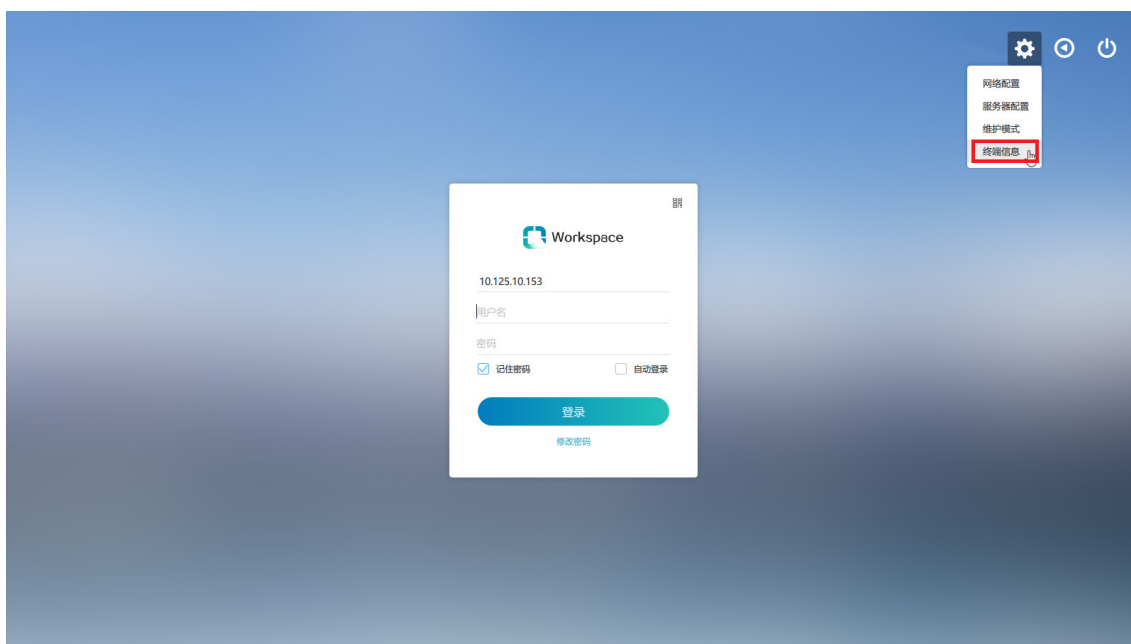 网络配置
服务器配置
维护模式
终端信息
Workspace
10.125.10.153
用户名
密码
记住密码 自动登录
登录
修改密码